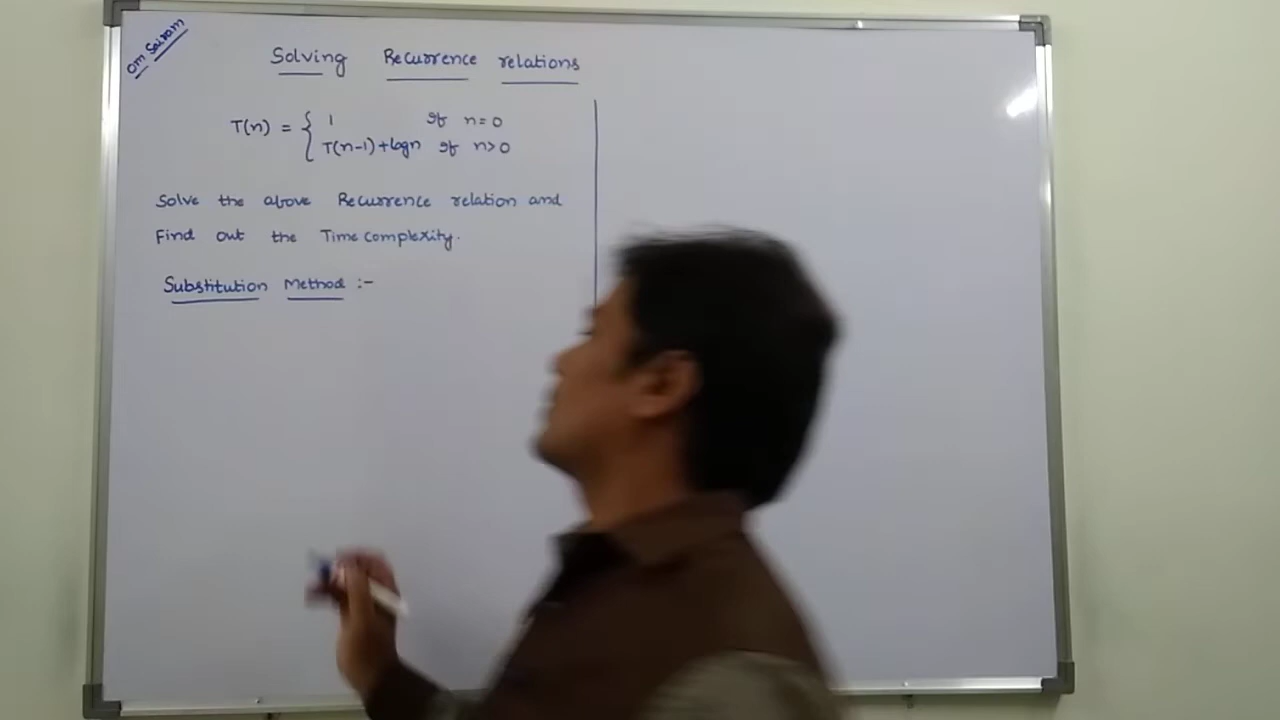 Om Sairam
Solving Recurrence relations
T(n) = { 1 if n=0
T(n-1)+logn if n>0
Solve the above Recurrence relation and
Find out the Time complexity.
Substitution Method :-